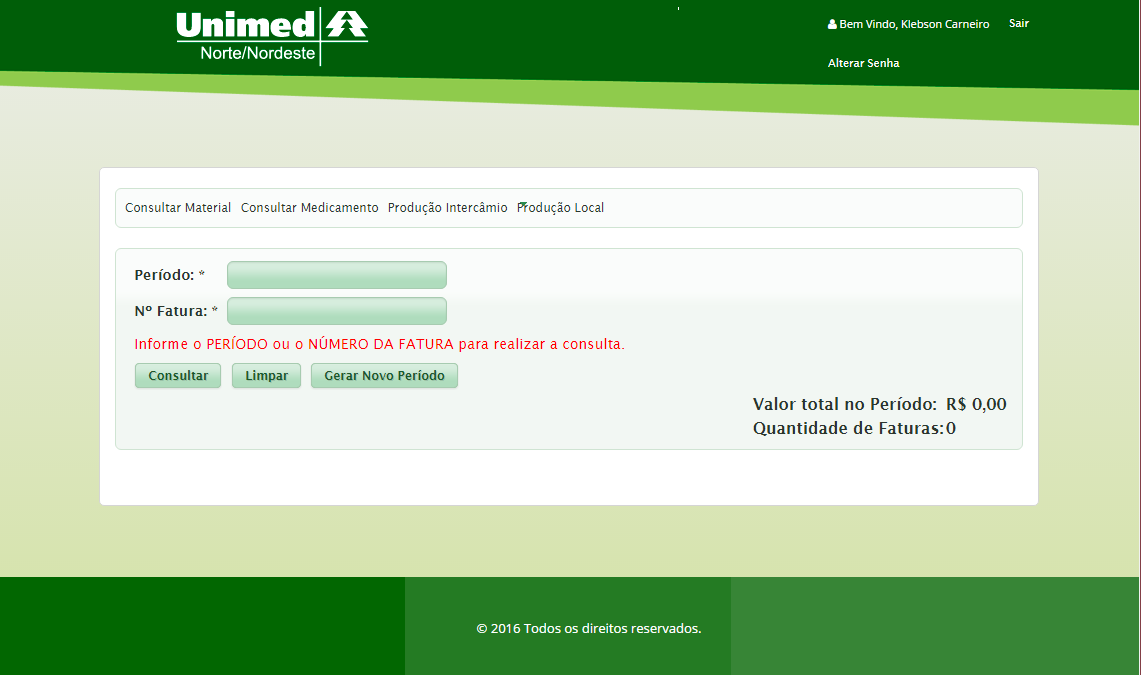 Unimed
Norte/Nordeste
Bem Vindo, Klebson Carneiro Sair
Alterar Senha
Consultar Material Consultar Medicamento Produção Intercâmio Produção Local
Período: *
Nº Fatura: *
Informe o PERÍODO ou o NÚMERO DA FATURA para realizar a consulta.
Consultar Limpar Gerar Novo Período
Valor total no Período: R$ 0,00
Quantidade de Faturas: 0
© 2016 Todos os direitos reservados.